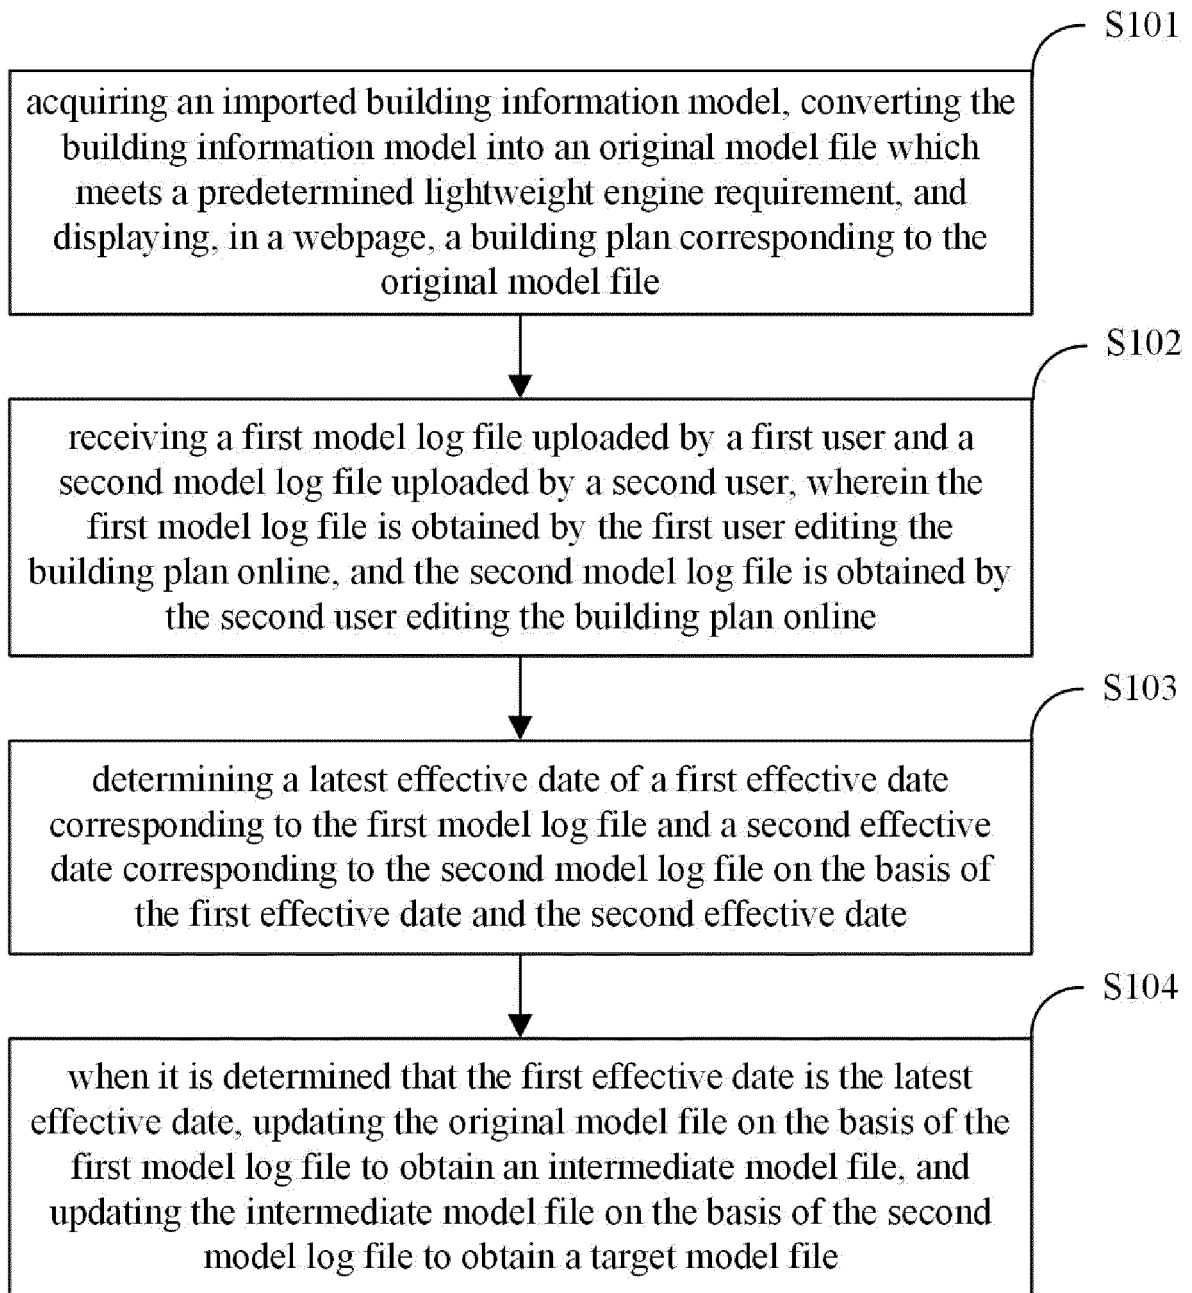 S101
acquiring an imported building information model, converting the
building information model into an original model file which
meets a predetermined lightweight engine requirement, and
displaying, in a webpage, a building plan corresponding to the
original model file
S102
receiving a first model log file uploaded by a first user and a
second model log file uploaded by a second user, wherein the
first model log file is obtained by the first user editing the
building plan online, and the second model log file is obtained by
the second user editing the building plan online
S103
determining a latest effective date of a first effective date
corresponding to the first model log file and a second effective
date corresponding to the second model log file on the basis of
the first effective date and the second effective date
S104
when it is determined that the first effective date is the latest
effective date, updating the original model file on the basis of the
first model log file to obtain an intermediate model file, and
updating the intermediate model file on the basis of the second
model log file to obtain a target model file